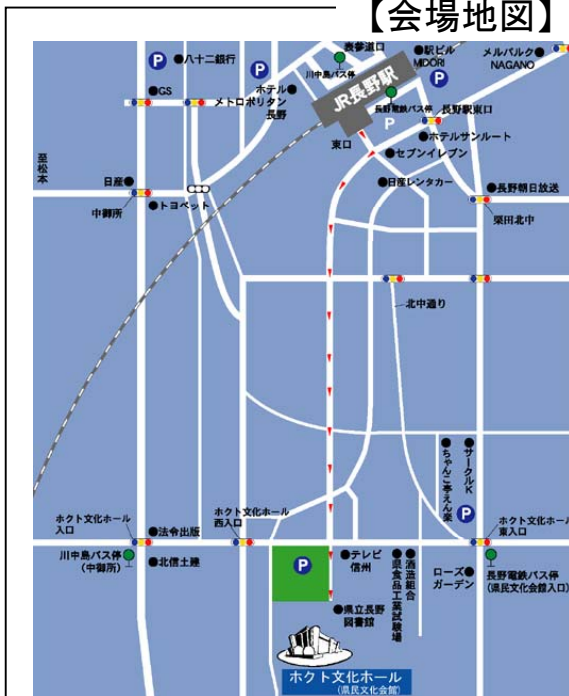 【会場地図】
表参道口
川中島バス停
●駅ビル
MIDORI
メルパルク●
NAGANO
P
●八十二銀行
P
P
●GS
ホテル●
メトロポリタン
長野
JR長野駅
長野電鉄バス停
P
長野駅東口
●ホテルサンルート
東口
●セブンイレブン
至松本
日産●
中御所
●トヨペット
●日産レンタカー
●長野朝日放送
栗田北中
北中通り
●ちゃんこ亭えん楽
●サークルK
P
ホクト文化ホール
入口
●法令出版
ホクト文化ホール
西入口
ホクト文化ホール
東入口
川中島バス停
(中御所)
●北信土建
P
●テレビ
信州
●県食品工業試験場
●酒造組合
ローズ●
ガーデン
長野電鉄バス停
(県民文化会館入口)
●県立長野
図書館
ホクト文化ホール
(県民文化会館)